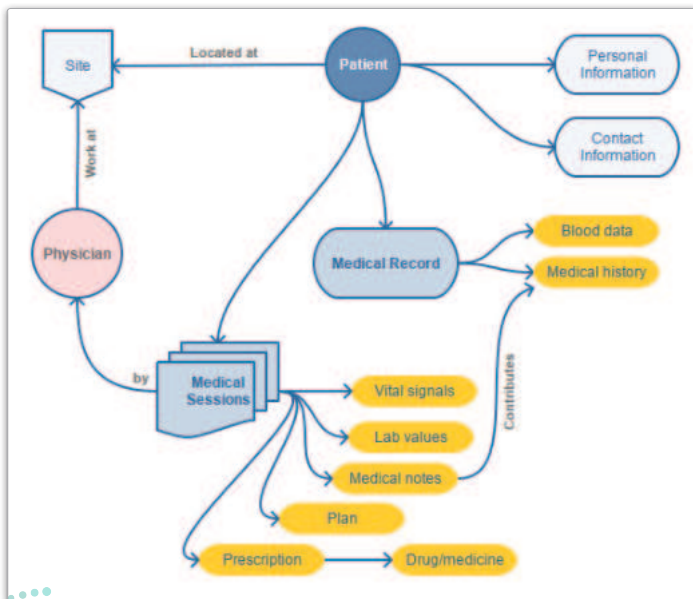 Located at
Site
Patient
Personal
Information
Contact
Information
Work at
Physician
Medical Record
Blood data
Medical history
by
Medical
Sessions
Vital signals
Lab values
Medical notes
Contributes
Plan
Prescription
Drug/medicine